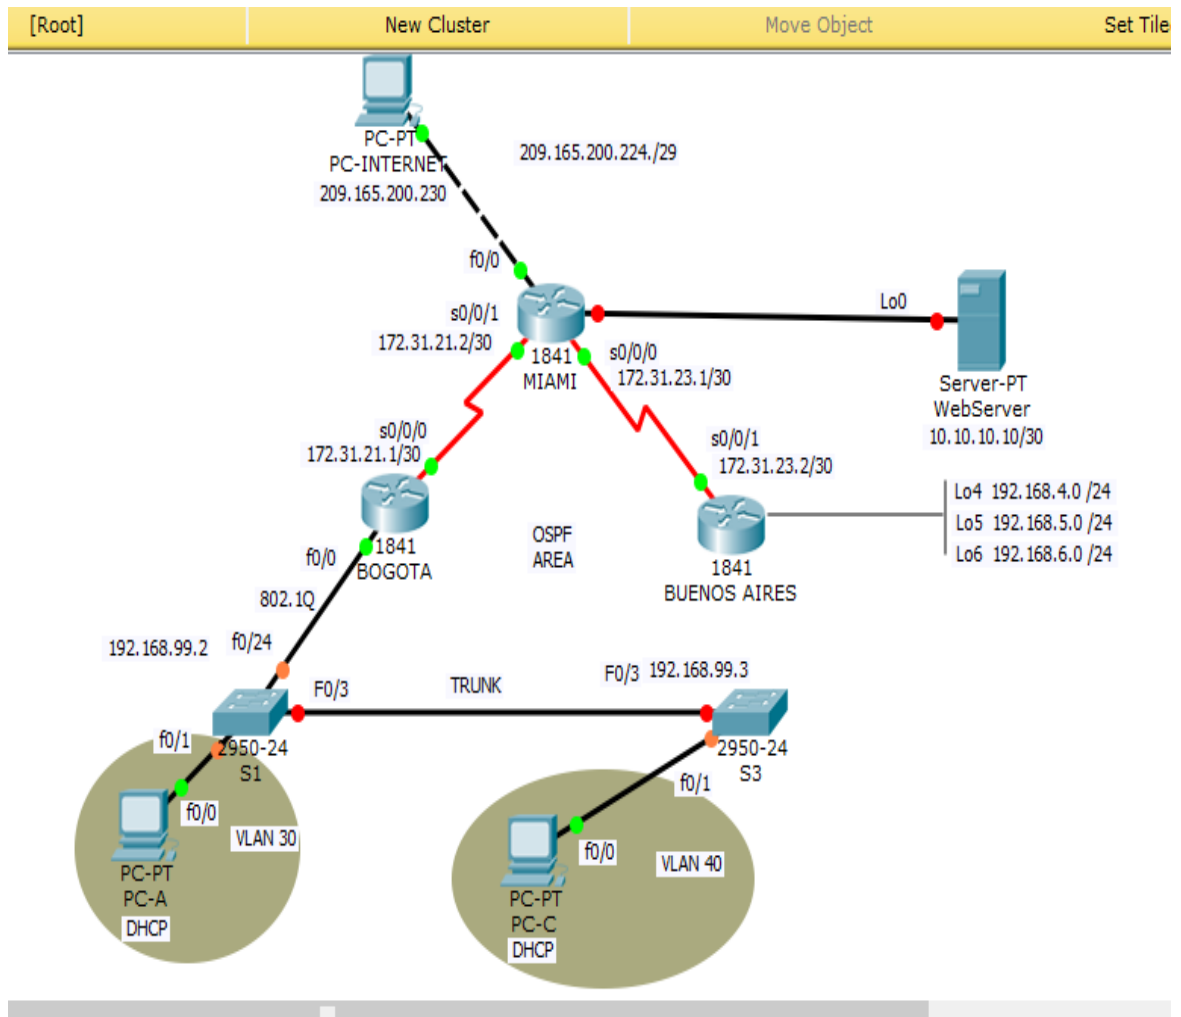 [Root]
New Cluster
Move Object
Set Tile
PC-PT
PC-INTERNET
209.165.200.230
209.165.200.224./29
f0/0
s0/0/1
172.31.21.2/30
1841
MIAMI
s0/0/0
172.31.23.1/30
Lo0
Server-PT
WebServer
10.10.10.10/30
s0/0/0
172.31.21.1/30
s0/0/1
172.31.23.2/30
Lo4 192.168.4.0 /24
Lo5 192.168.5.0 /24
Lo6 192.168.6.0 /24
1841
BOGOTA
f0/0
OSPF
AREA
1841
BUENOS AIRES
802.1Q
192.168.99.2
f0/24
F0/3
TRUNK
F0/3
192.168.99.3
f0/1
2950-24
S1
2950-24
S3
f0/1
f0/0
VLAN 30
PC-PT
PC-A
DHCP
f0/0
VLAN 40
PC-PT
PC-C
DHCP